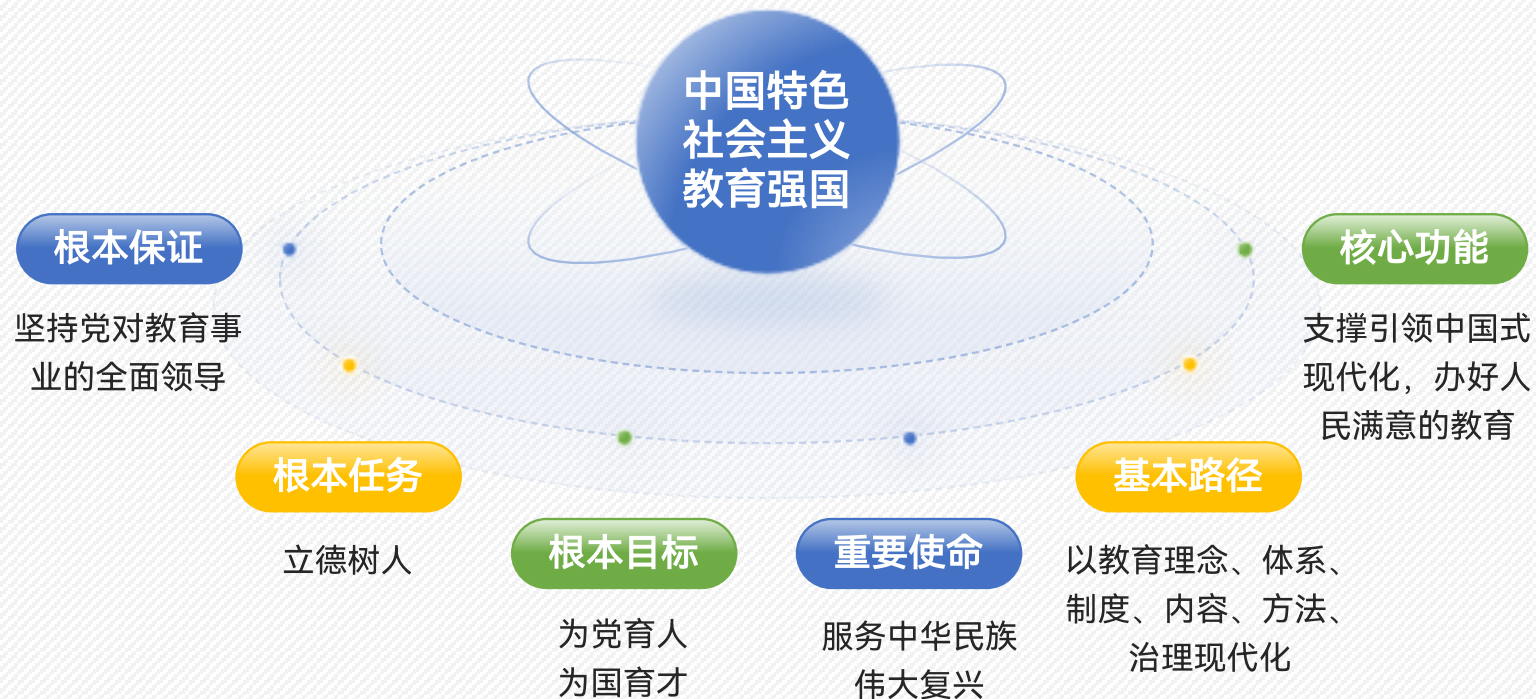 中国特色
社会主义
教育强国
根本保证
坚持党对教育事
业的全面领导
根本任务
立德树人
根本目标
为党育人
为国育才
重要使命
服务中华民族
伟大复兴
基本路径
以教育理念、体系、
制度、内容、方法、
治理现代化
核心功能
支撑引领中国式
现代化，办好人
民满意的教育